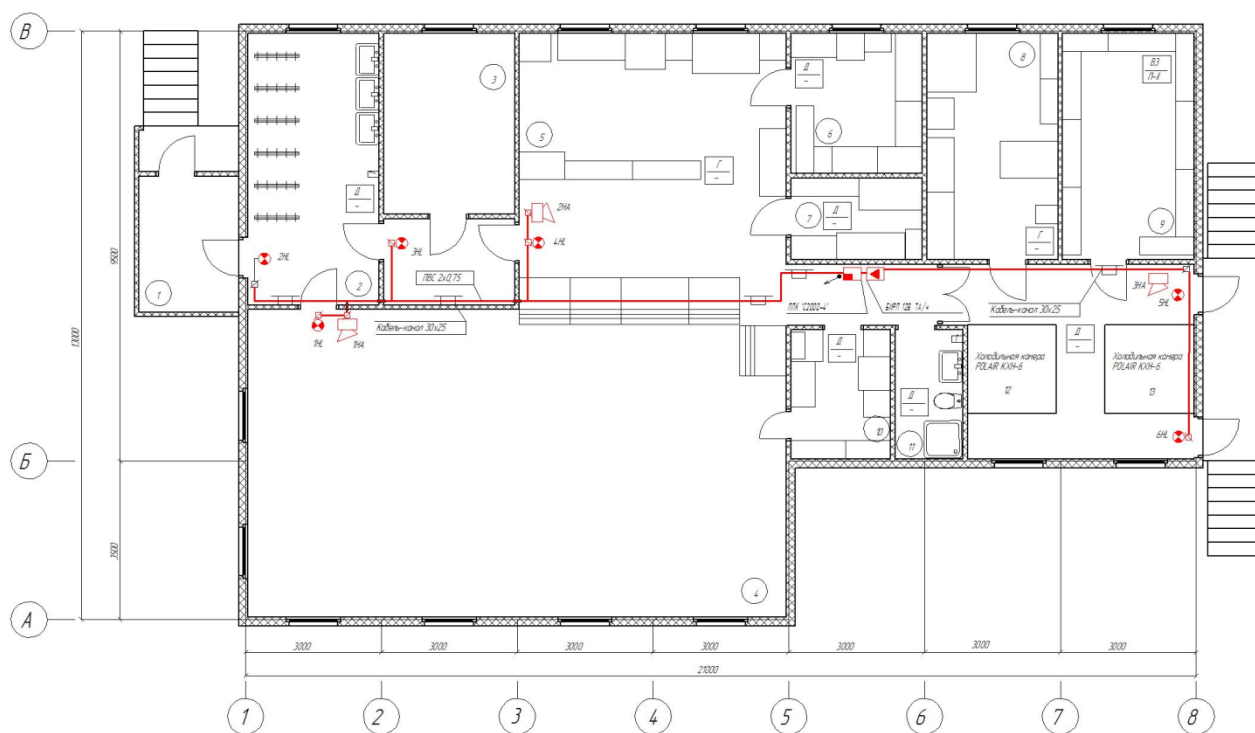 В
Б
А
13000
9500
3500
1
2
3
4
5
6
7
8
9
10
11
Д
–
Г
–
Д
–
Д
–
Г
–
ВЗ
П-II
Д
–
Д
–
Д
–
2HL
3HL
2HA
4HL
ПВС 2х0,75
Кабель-канал 30х25
1HL
1HA
ППК "С2000-4"
БИРП 12В, 7А/4
Кабель-канал 30х25
3HA
5HL
6HL
Холодильная камера
POLAIR КХН-6
12
Холодильная камера
POLAIR КХН-6
13
3000
3000
3000
3000
3000
3000
3000
21000
1
2
3
4
5
6
7
8